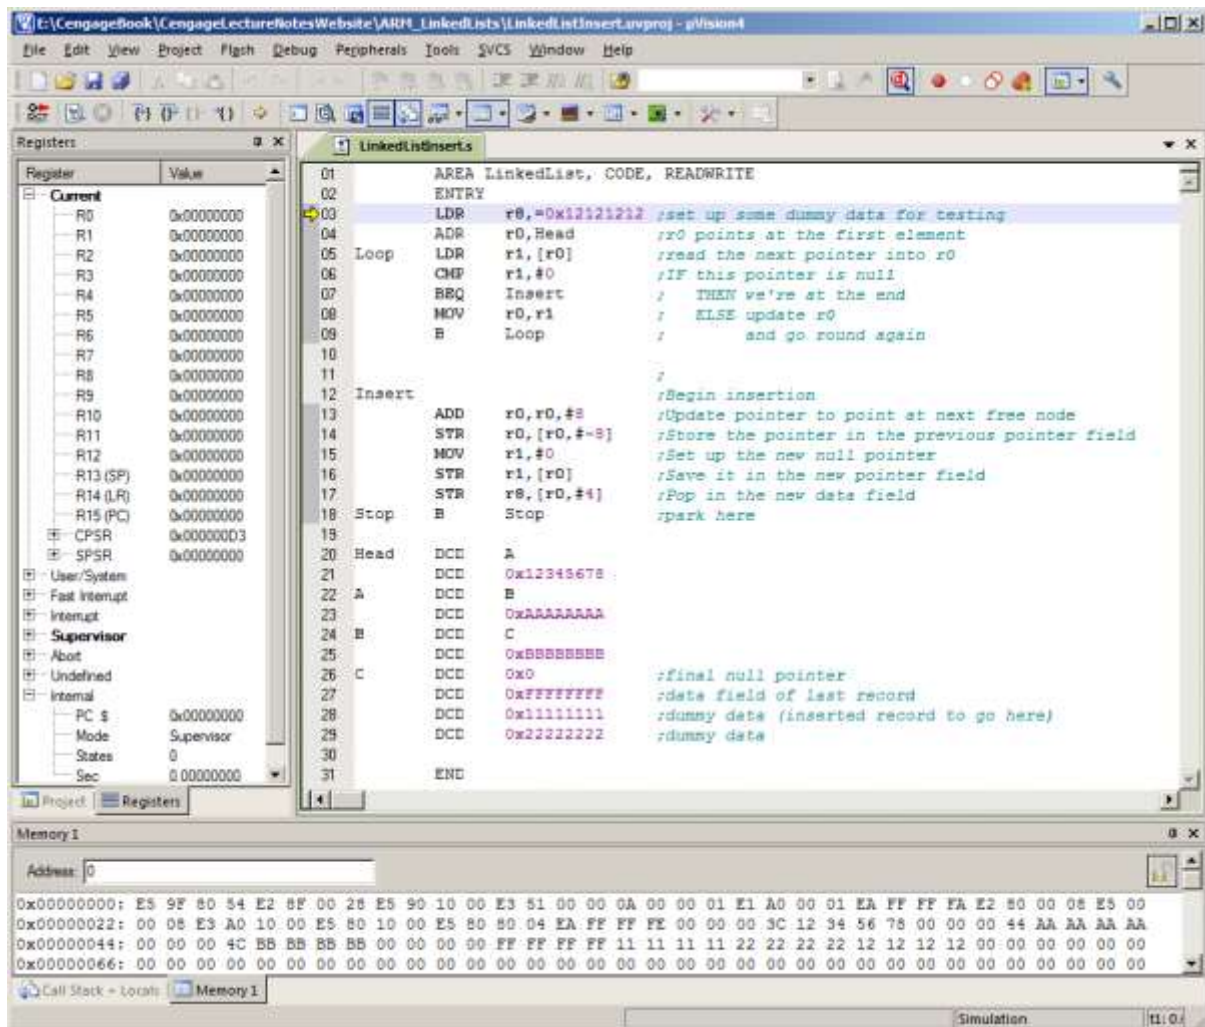 E:\CengageBook\CengageLectureNotesWebsite\ARM_LinkedLists\LinkedListInsert.uvproj - µVision4
File Edit View Project Flash Debug Peripherals Tools SVCS Window Help
Registers
LinkedListInsert.s
Register Value
Current
R0 0x00000000
R1 0x00000000
R2 0x00000000
R3 0x00000000
R4 0x00000000
R5 0x00000000
R6 0x00000000
R7 0x00000000
R8 0x00000000
R9 0x00000000
R10 0x00000000
R11 0x00000000
R12 0x00000000
R13 (SP) 0x00000000
R14 (LR) 0x00000000
R15 (PC) 0x00000000
CPSR 0x000000D3
SPSR 0x00000000
User/System
Fast Interrupt
Interrupt
Supervisor
Abort
Undefined
Internal
PC $ 0x00000000
Mode Supervisor
States 0
Sec 0.00000000
Project Registers
01 AREA LinkedList, CODE, READWRITE
02 ENTRY
03 LDR r8,=0x12121212 ;set up some dummy data for testing
04 ADR r0,Head ;r0 points at the first element
05 Loop LDR r1,[r0] ;read the next pointer into r0
06 CMP r1,#0 ;IF this pointer is null
07 BEQ Insert ; THEN we're at the end
08 MOV r0,r1 ; ELSE update r0
09 B Loop ; and go round again
10
11 ;
12 Insert ;Begin insertion
13 ADD r0,r0,#8 ;Update pointer to point at next free node
14 STR r0,[r0,#-8] ;Store the pointer in the previous pointer field
15 MOV r1,#0 ;Set up the new null pointer
16 STR r1,[r0] ;Save it in the new pointer field
17 STR r8,[r0,#4] ;Pop in the new data field
18 Stop B Stop ;park here
19
20 Head DCD A
21 DCD 0x12345678
22 A DCD B
23 DCD 0xAAAAAAAA
24 B DCD C
25 DCD 0xBBBBBBBB
26 C DCD 0x0 ;final null pointer
27 DCD 0xFFFFFFFF ;data field of last record
28 DCD 0x11111111 ;dummy data (inserted record to go here)
29 DCD 0x22222222 ;dummy data
30
31 END
Memory 1
Address: 0
0x00000000: E5 9F 80 54 E2 8F 00 28 E5 90 10 00 E3 51 00 00 0A 00 00 01 E1 A0 00 01 EA FF FF FA E2 80 00 08 E5 00
0x00000022: 00 08 E3 A0 10 00 E5 80 10 00 E5 80 80 04 EA FF FF FE 00 00 00 3C 12 34 56 78 00 00 00 44 AA AA AA AA
0x00000044: 00 00 00 4C BB BB BB BB 00 00 00 00 FF FF FF FF 11 11 11 11 22 22 22 22 12 12 12 12 00 00 00 00 00 00
0x00000066: 00 00 00 00 00 00 00 00 00 00 00 00 00 00 00 00 00 00 00 00 00 00 00 00 00 00 00 00 00 00 00 00 00 00
Call Stack + Locals Memory 1
Simulation t1: 0.